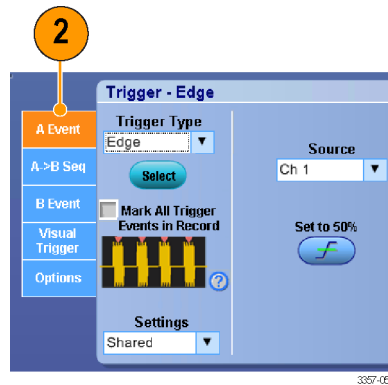 2
Trigger - Edge
A Event
A->B Seq
B Event
Visual
Trigger
Options
Trigger Type
Edge
Select
Mark All Trigger
Events in Record
?
Settings
Shared
Source
Ch 1
Set to 50%
3357-05